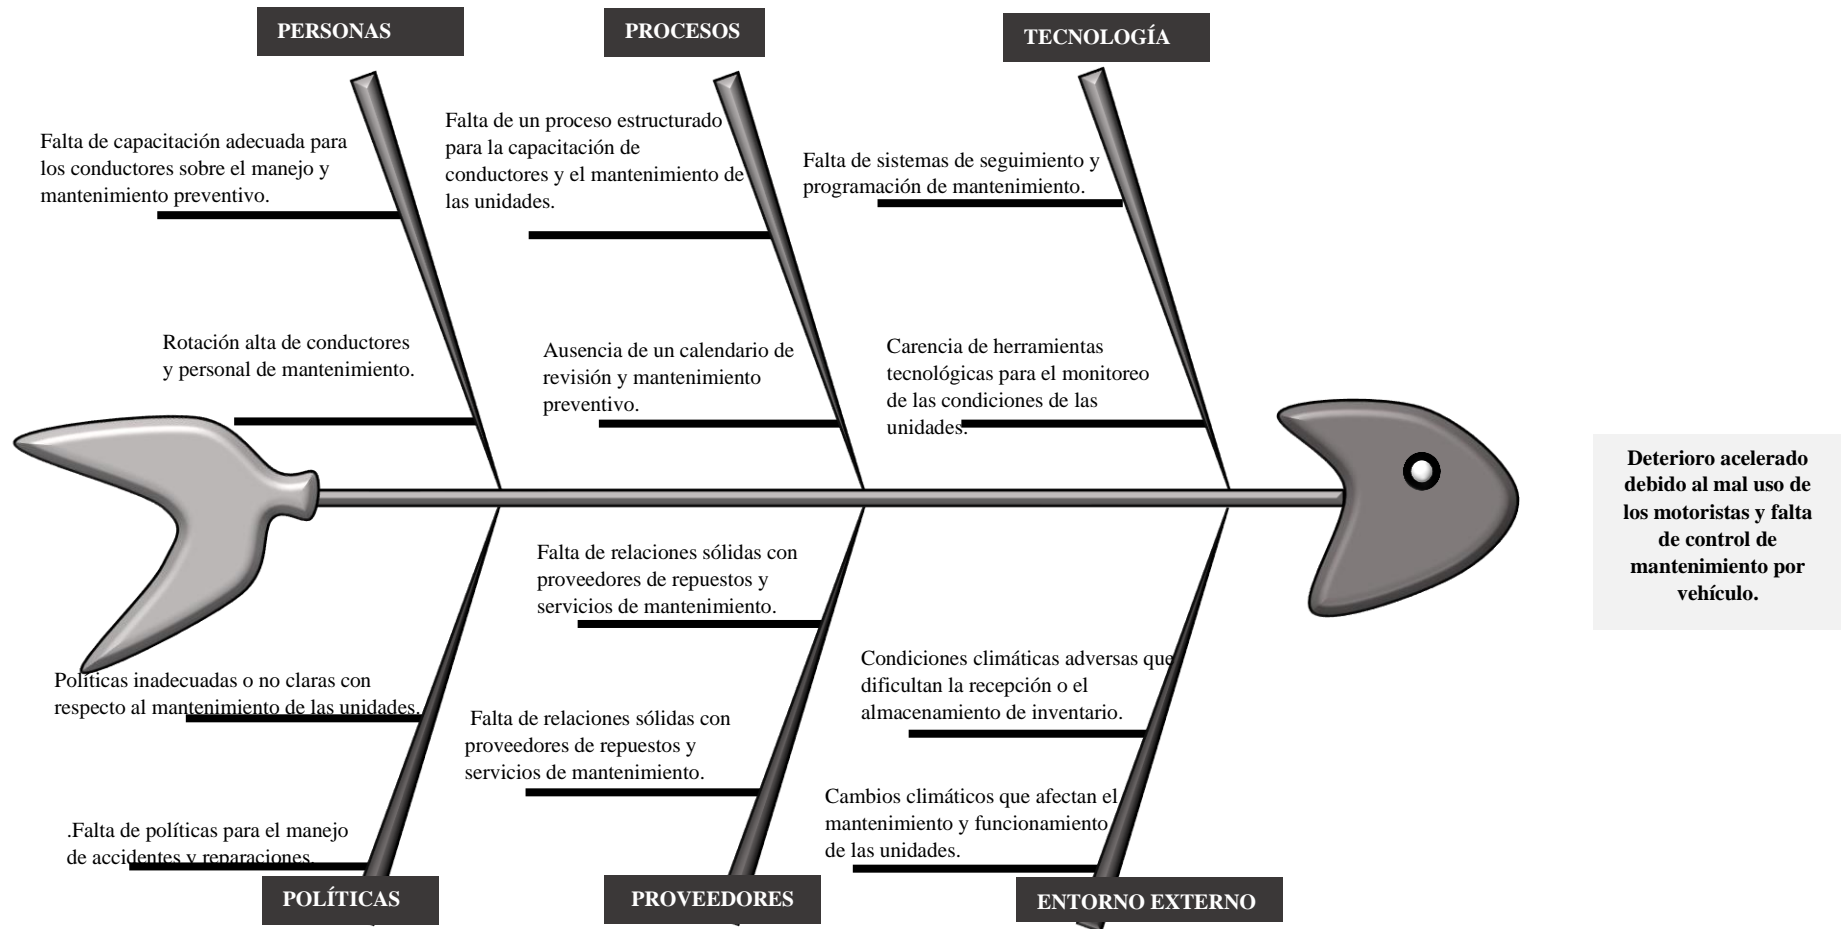 PERSONAS
PROCESOS
TECNOLOGÍA
Falta de capacitación adecuada para
los conductores sobre el manejo y
mantenimiento preventivo.
Falta de un proceso estructurado
para la capacitación de
conductores y el mantenimiento de
las unidades.
Falta de sistemas de seguimiento y
programación de mantenimiento.
Rotación alta de conductores
y personal de mantenimiento.
Ausencia de un calendario de
revisión y mantenimiento
preventivo.
Carencia de herramientas
tecnológicas para el monitoreo
de las condiciones de las
unidades.
Deterioro acelerado
debido al mal uso de
los motoristas y falta
de control de
mantenimiento por
vehículo.
Falta de relaciones sólidas con
proveedores de repuestos y
servicios de mantenimiento.
Políticas inadecuadas o no claras con
respecto al mantenimiento de las unidades.
Falta de relaciones sólidas con
proveedores de repuestos y
servicios de mantenimiento.
Condiciones climáticas adversas que
dificultan la recepción o el
almacenamiento de inventario.
.Falta de políticas para el manejo
de accidentes y reparaciones.
Cambios climáticos que afectan el
mantenimiento y funcionamiento
de las unidades.
POLÍTICAS
PROVEEDORES
ENTORNO EXTERNO